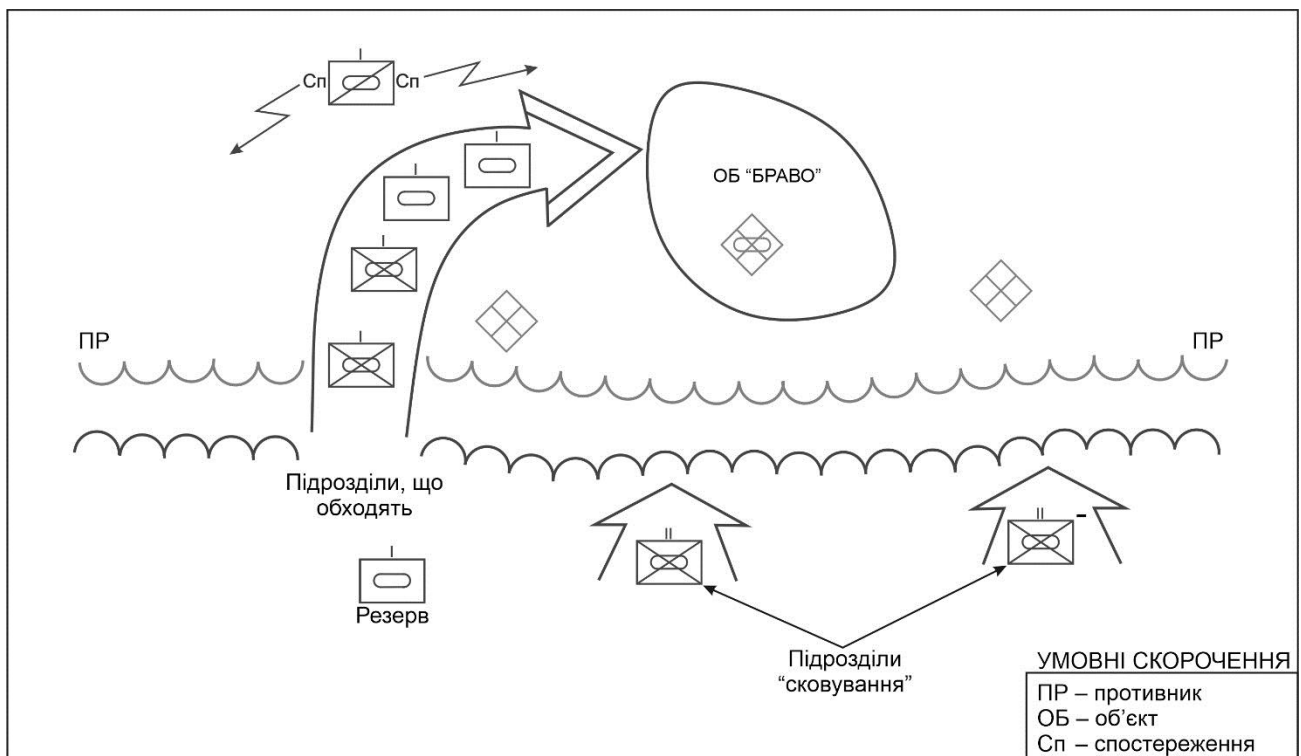 Сп Сп
ОБ “БРАВО”
ПР ПР
Підрозділи, що
обходять
Резерв
Підрозділи
“сковування”
УМОВНІ СКОРОЧЕННЯ
ПР – противник
ОБ – об’єкт
Сп – спостереження